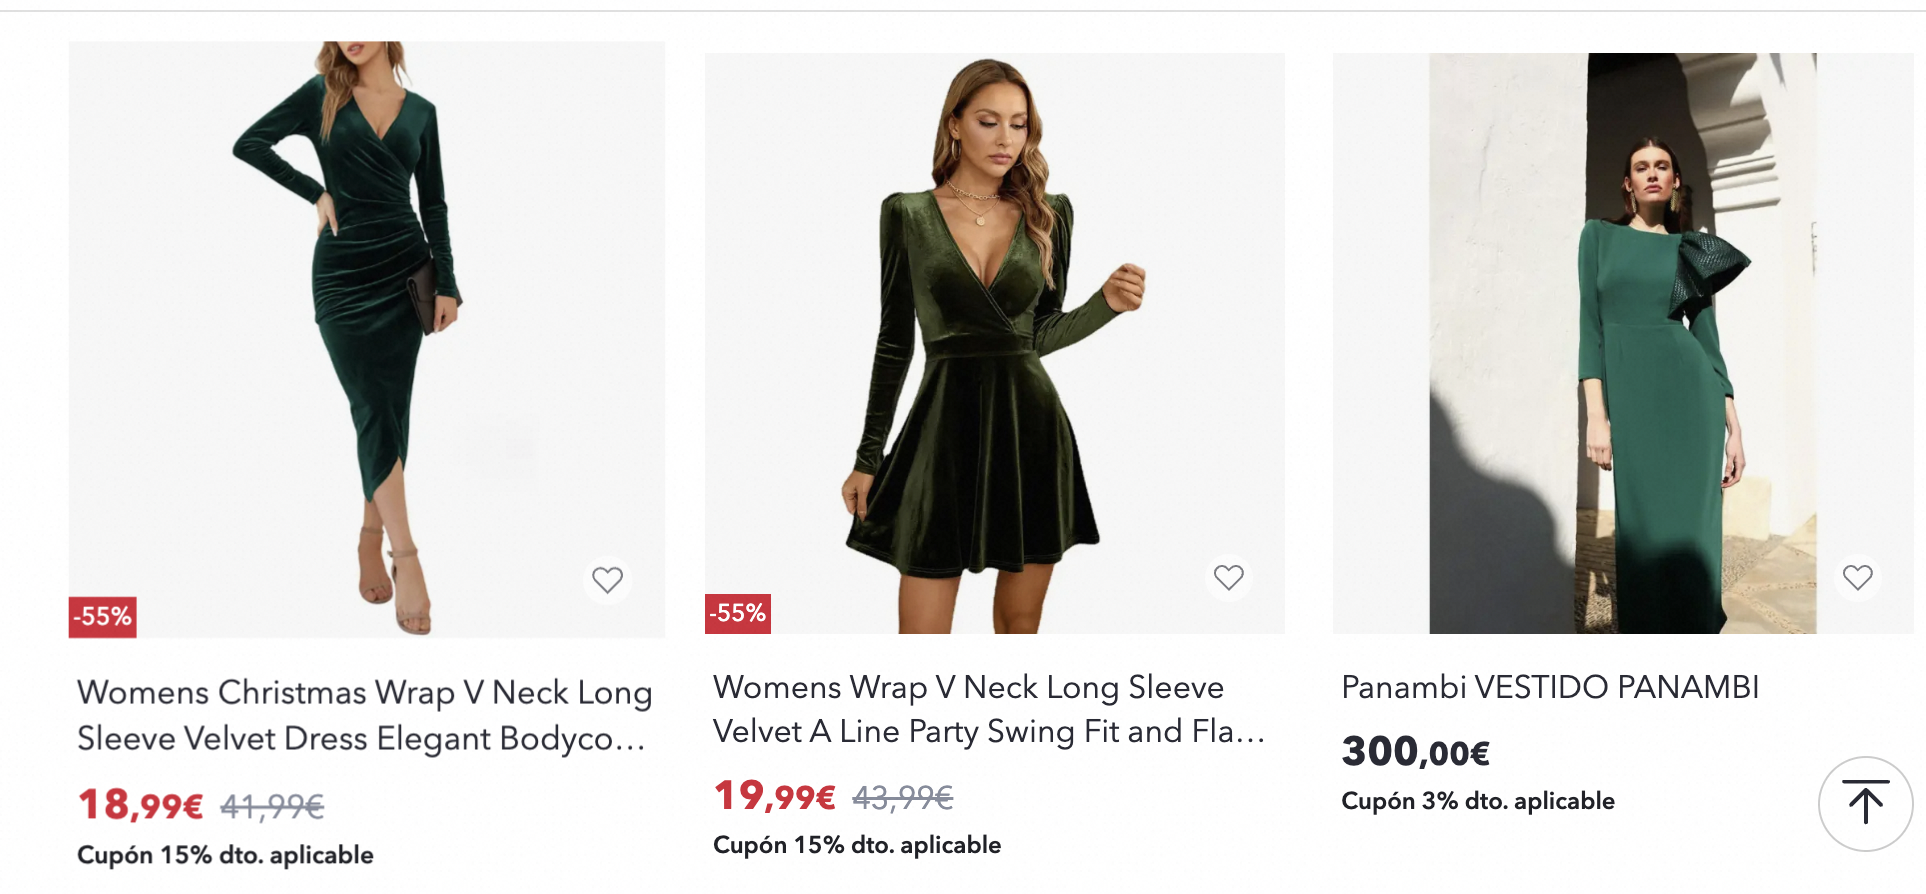 -55%
Womens Christmas Wrap V Neck Long
Sleeve Velvet Dress Elegant Bodyco...
18,99€ 41,99€
Cupón 15% dto. aplicable
-55%
Womens Wrap V Neck Long Sleeve
Velvet A Line Party Swing Fit and Fla...
19,99€ 43,99€
Cupón 15% dto. aplicable
Panambi VESTIDO PANAMBI
300,00€
Cupón 3% dto. aplicable